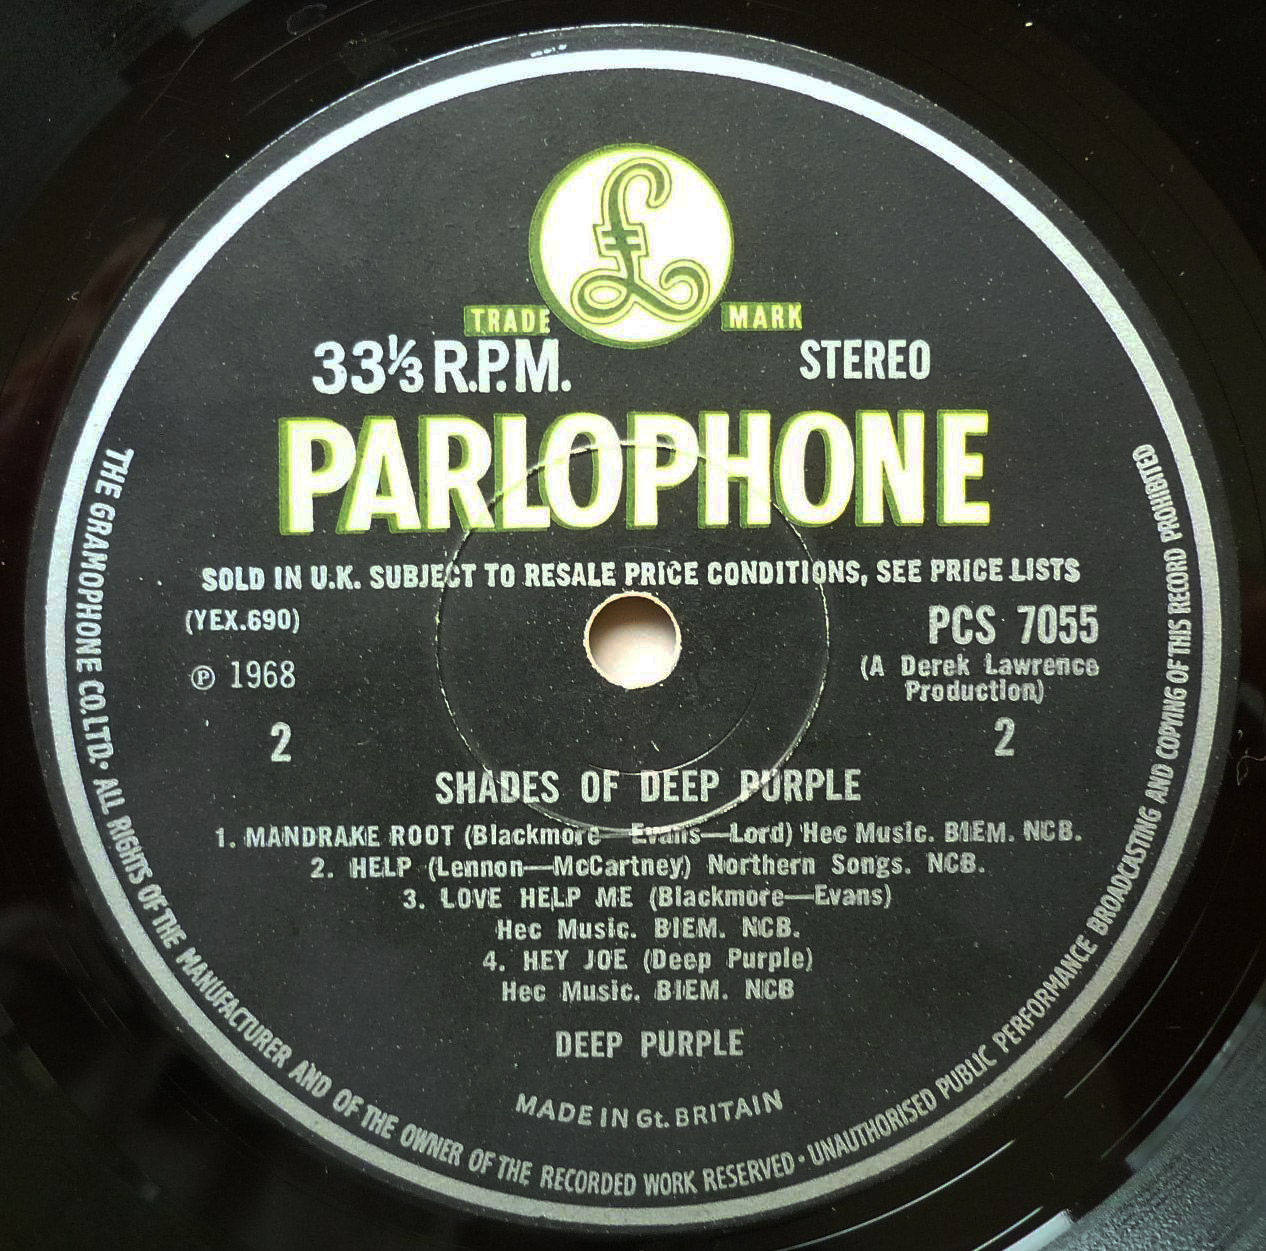 £
TRADE MARK
33⅓ R.P.M. STEREO
PARLOPHONE
SOLD IN U.K. SUBJECT TO RESALE PRICE CONDITIONS, SEE PRICE LISTS
(YEX.690) PCS 7055
℗ 1968 (A Derek Lawrence
Production)
2 2
SHADES OF DEEP PURPLE
1. MANDRAKE ROOT (Blackmore—Evans—Lord) Hec Music. BIEM. NCB.
2. HELP (Lennon—McCartney) Northern Songs. NCB.
3. LOVE HELP ME (Blackmore—Evans)
Hec Music. BIEM. NCB.
4. HEY JOE (Deep Purple)
Hec Music. BIEM. NCB
DEEP PURPLE
MADE IN Gt. BRITAIN
THE GRAMOPHONE CO. LTD. · ALL RIGHTS OF THE MANUFACTURER AND OF THE OWNER OF THE RECORDED WORK RESERVED · UNAUTHORISED PUBLIC PERFORMANCE BROADCASTING AND COPYING OF THIS RECORD PROHIBITED